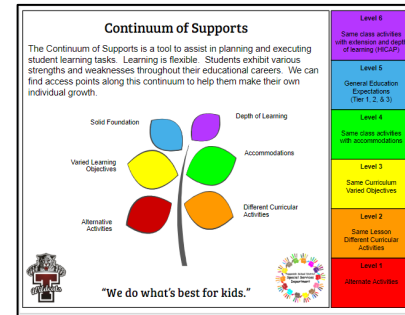 Continuum of Supports
The Continuum of Supports is a tool to assist in planning and executing
student learning tasks. Learning is flexible. Students exhibit various
strengths and weaknesses throughout their educational careers. We can
find access points along this continuum to help them make their own
individual growth.
Solid Foundation
Depth of Learning
Varied Learning
Objectives
Accommodations
Alternative
Activities
Different Curricular
Activities
"We do what's best for kids."
Level 6
Same class activities
with extension and depth
of learning (HICAP)
Level 5
General Education
Expectations
(Tier 1, 2, & 3)
Level 4
Same class activities
with accommodations
Level 3
Same Curriculum
Varied Objectives
Level 2
Same Lesson
Different Curricular
Activities
Level 1
Alternate Activities